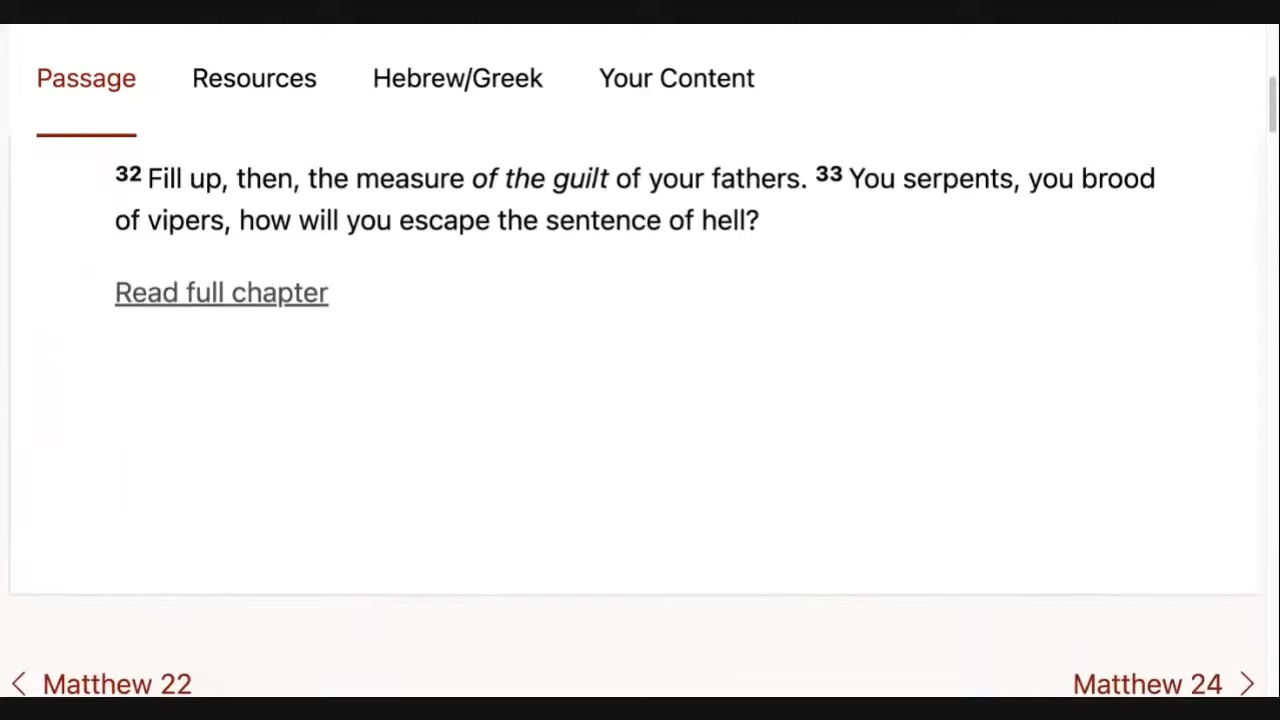 Passage Resources Hebrew/Greek Your Content
32 Fill up, then, the measure of the guilt of your fathers. 33 You serpents, you brood
of vipers, how will you escape the sentence of hell?
Read full chapter
< Matthew 22 Matthew 24 >